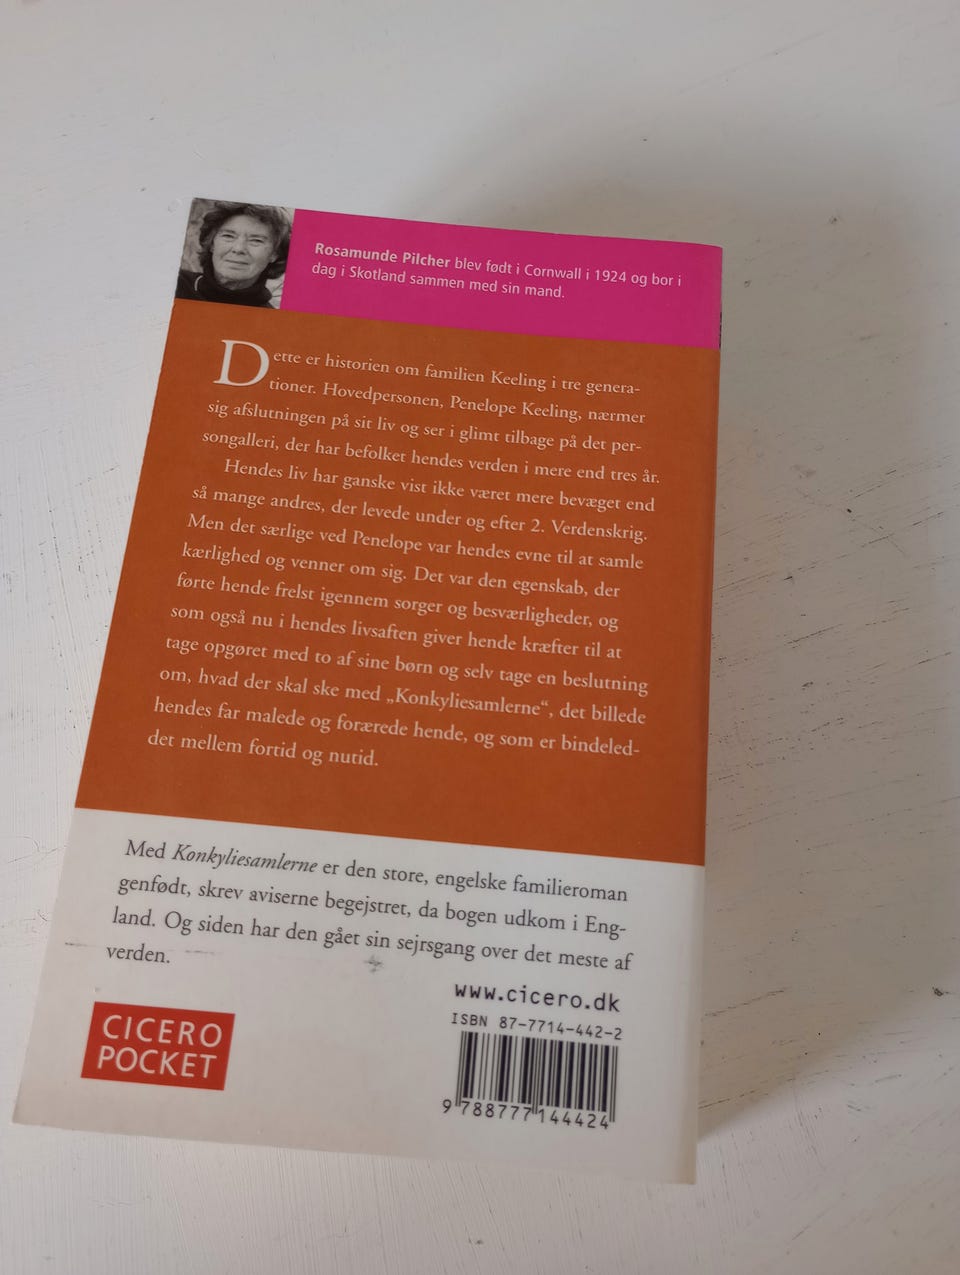 Rosamunde Pilcher blev født i Cornwall i 1924 og bor i
dag i Skotland sammen med sin mand.
Dette er historien om familien Keeling i tre genera-
tioner. Hovedpersonen, Penelope Keeling, nærmer
sig afslutningen på sit liv og ser i glimt tilbage på det per-
songalleri, der har befolket hendes verden i mere end tres år.
Hendes liv har ganske vist ikke været mere bevæget end
så mange andres, der levede under og efter 2. Verdenskrig.
Men det særlige ved Penelope var hendes evne til at samle
kærlighed og venner om sig. Det var den egenskab, der
førte hende frelst igennem sorger og besværligheder, og
som også nu i hendes livsaften giver hende kræfter til at
tage opgøret med to af sine børn og selv tage en beslutning
om, hvad der skal ske med „Konkyliesamlerne“, det billede
hendes far malede og forærede hende, og som er bindeled-
det mellem fortid og nutid.
Med Konkyliesamlerne er den store, engelske familieroman
genfødt, skrev aviserne begejstret, da bogen udkom i Eng-
land. Og siden har den gået sin sejrsgang over det meste af
verden.
www.cicero.dk
ISBN 87-7714-442-2
9 788777 144424
CICERO
POCKET